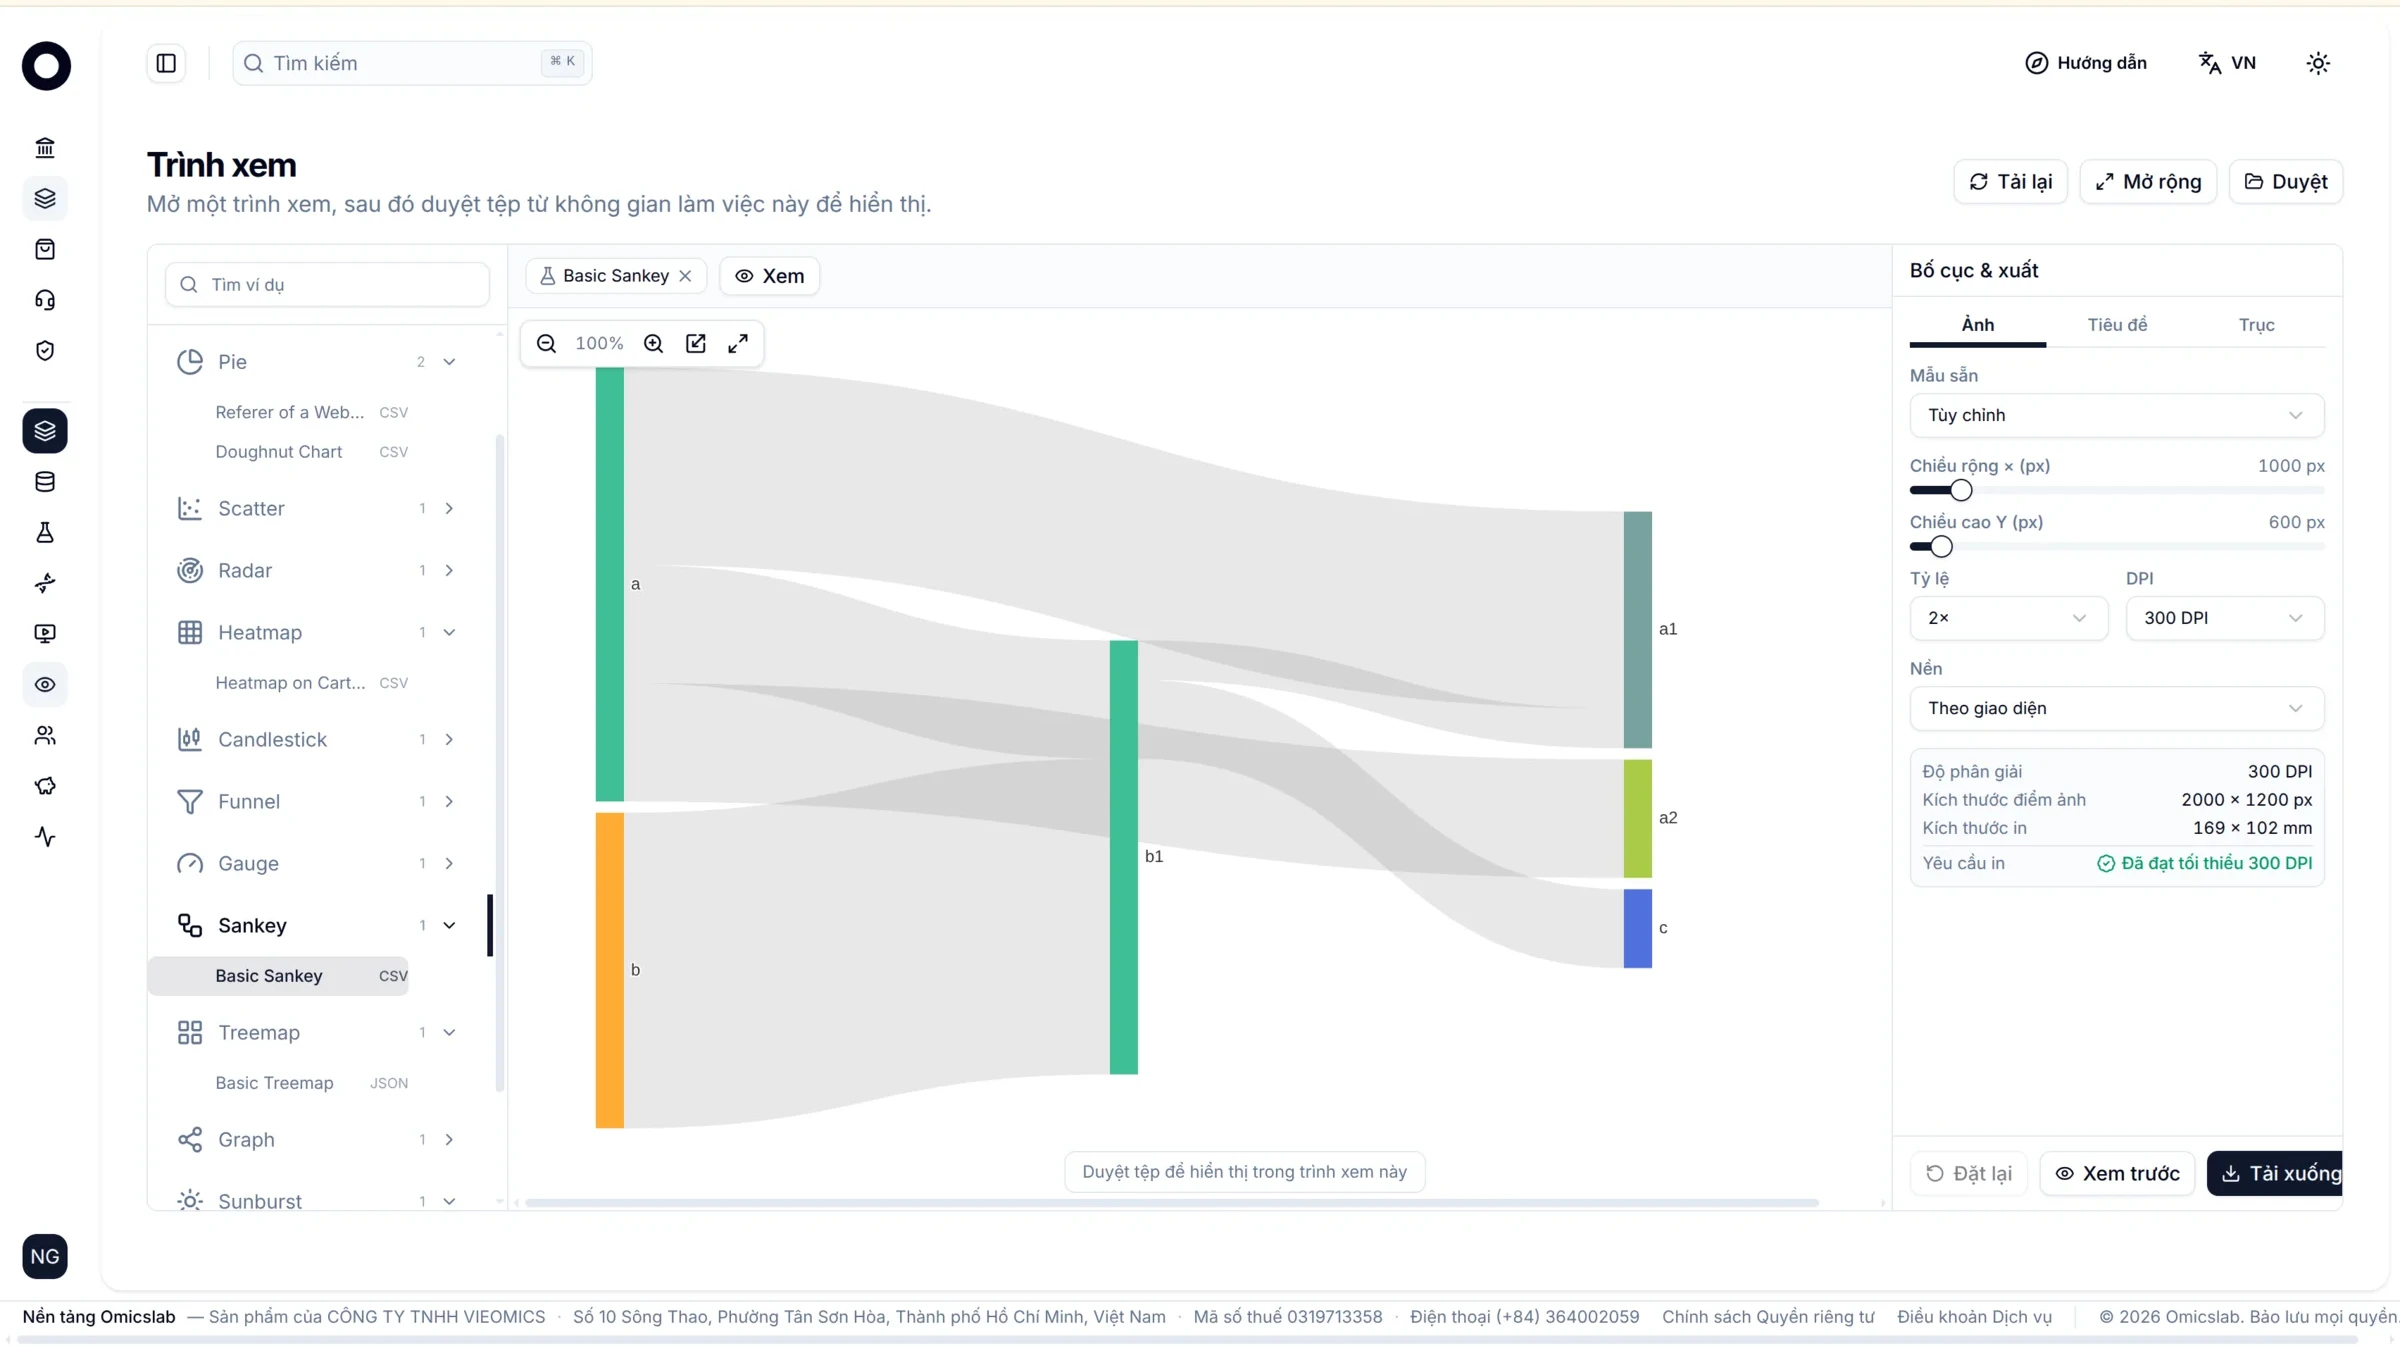 Tìm kiếm
⌘ K
Hướng dẫn
VN
Trình xem
Mở một trình xem, sau đó duyệt tệp từ không gian làm việc này để hiển thị.
Tải lại
Mở rộng
Duyệt
Tìm ví dụ
Pie 2
Referer of a Web... CSV
Doughnut Chart CSV
Scatter 1
Radar 1
Heatmap 1
Heatmap on Cart... CSV
Candlestick 1
Funnel 1
Gauge 1
Sankey 1
Basic Sankey CSV
Treemap 1
Basic Treemap JSON
Graph 1
Sunburst 1
Basic Sankey
Xem
100%
a
b
b1
a1
a2
c
Duyệt tệp để hiển thị trong trình xem này
Bố cục & xuất
Ảnh Tiêu đề Trục
Mẫu sẵn
Tùy chỉnh
Chiều rộng × (px) 1000 px
Chiều cao Y (px) 600 px
Tỷ lệ DPI
2× 300 DPI
Nền
Theo giao diện
Độ phân giải 300 DPI
Kích thước điểm ảnh 2000 × 1200 px
Kích thước in 169 × 102 mm
Yêu cầu in Đã đạt tối thiểu 300 DPI
Đặt lại
Xem trước
Tải xuống
NG
Nền tảng Omicslab — Sản phẩm của CÔNG TY TNHH VIEOMICS · Số 10 Sông Thao, Phường Tân Sơn Hòa, Thành phố Hồ Chí Minh, Việt Nam · Mã số thuế 0319713358 · Điện thoại (+84) 364002059 Chính sách Quyền riêng tư Điều khoản Dịch vụ © 2026 Omicslab. Bảo lưu mọi quyền.